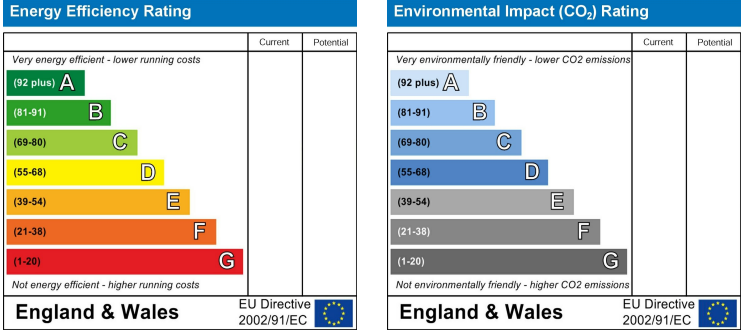 Energy Efficiency Rating
Current Potential
Very energy efficient - lower running costs
(92 plus) A
(81-91) B
(69-80) C
(55-68) D
(39-54) E
(21-38) F
(1-20) G
Not energy efficient - higher running costs
England & Wales
EU Directive
2002/91/EC
Environmental Impact (CO₂) Rating
Current Potential
Very environmentally friendly - lower CO2 emissions
(92 plus) A
(81-91) B
(69-80) C
(55-68) D
(39-54) E
(21-38) F
(1-20) G
Not environmentally friendly - higher CO2 emissions
England & Wales
EU Directive
2002/91/EC